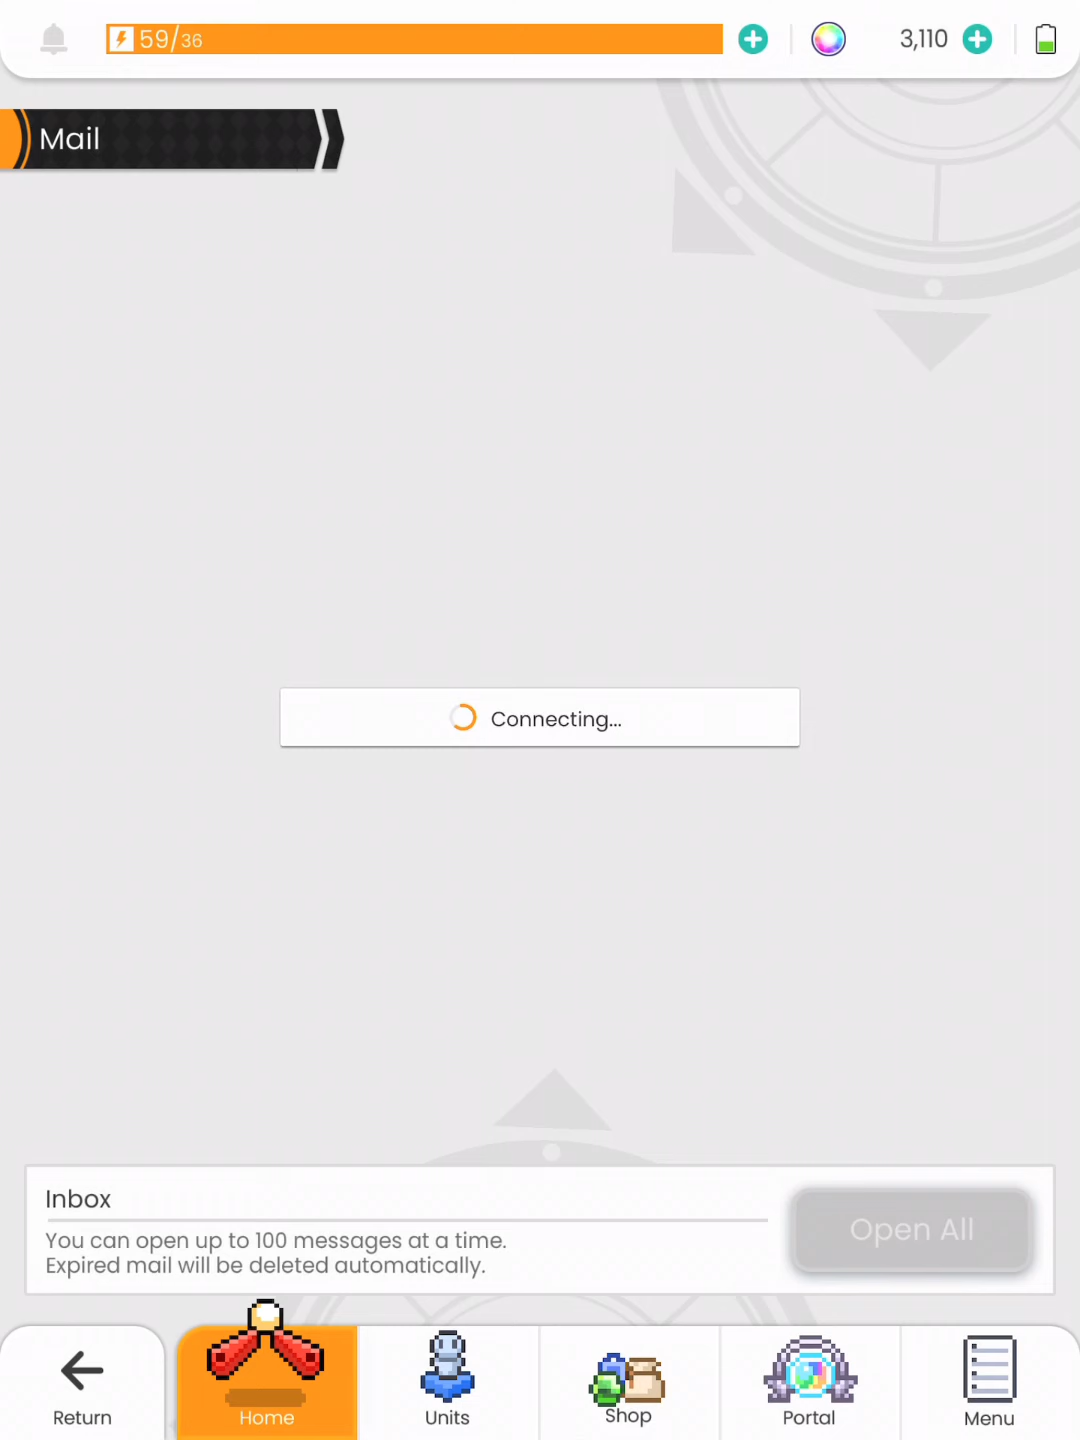 59/36
3,110
Mail
Connecting...
Inbox
You can open up to 100 messages at a time.
Expired mail will be deleted automatically.
Open All
Return
Home
Units
Shop
Portal
Menu